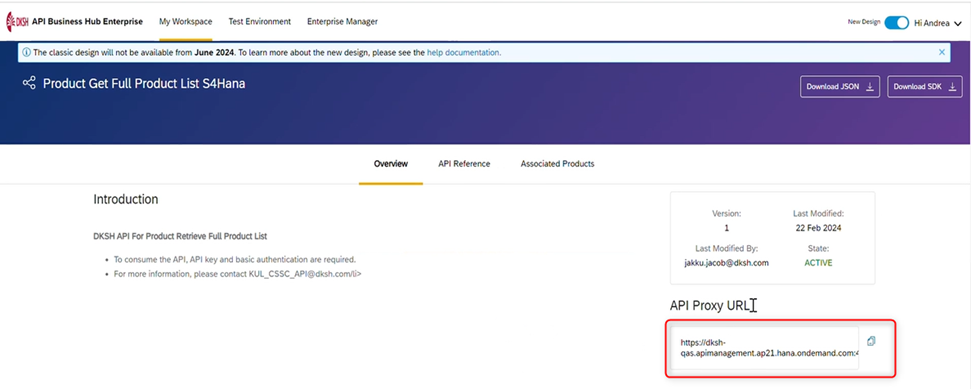 DKSH API Business Hub Enterprise My Workspace Test Environment Enterprise Manager New Design Hi Andrea
The classic design will not be available from June 2024. To learn more about the new design, please see the help documentation.
Product Get Full Product List S4Hana
Download JSON Download SDK
Overview API Reference Associated Products
Introduction
DKSH API For Product Retrieve Full Product List
• To consume the API, API key and basic authentication are required.
• For more information, please contact KUL_CSSC_API@dksh.com/li>
Version: Last Modified:
1 22 Feb 2024
Last Modified By: State:
jakku.jacob@dksh.com ACTIVE
API Proxy URL
https://dksh-
qas.apimanagement.ap21.hana.ondemand.com:4